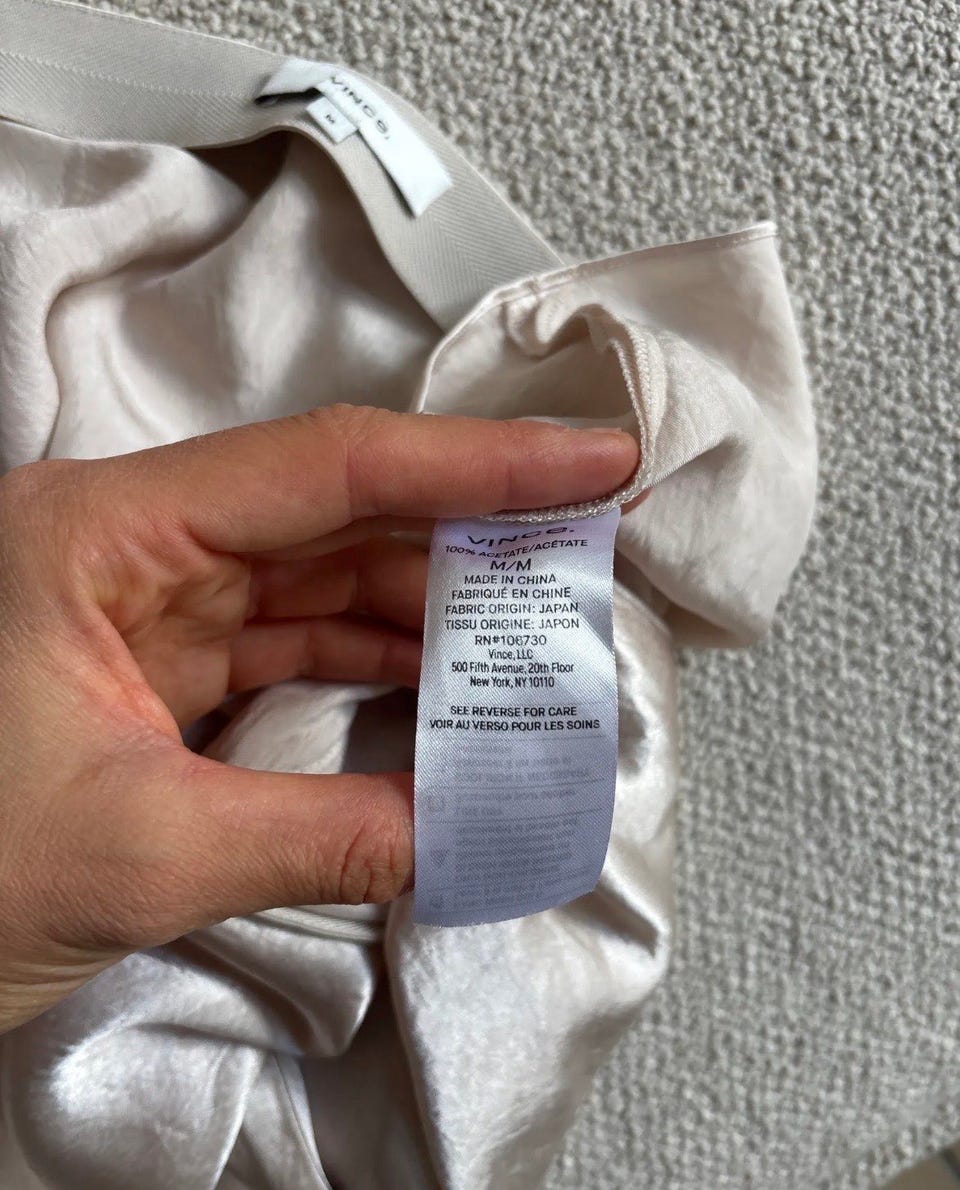 VINCE.
M
VINCE.
100% ACETATE/ACÉTATE
M/M
MADE IN CHINA
FABRIQUÉ EN CHINE
FABRIC ORIGIN: JAPAN
TISSU ORIGINE: JAPON
RN#106730
Vince, LLC
500 Fifth Avenue, 20th Floor
New York, NY 10110
SEE REVERSE FOR CARE
VOIR AU VERSO POUR LES SOINS